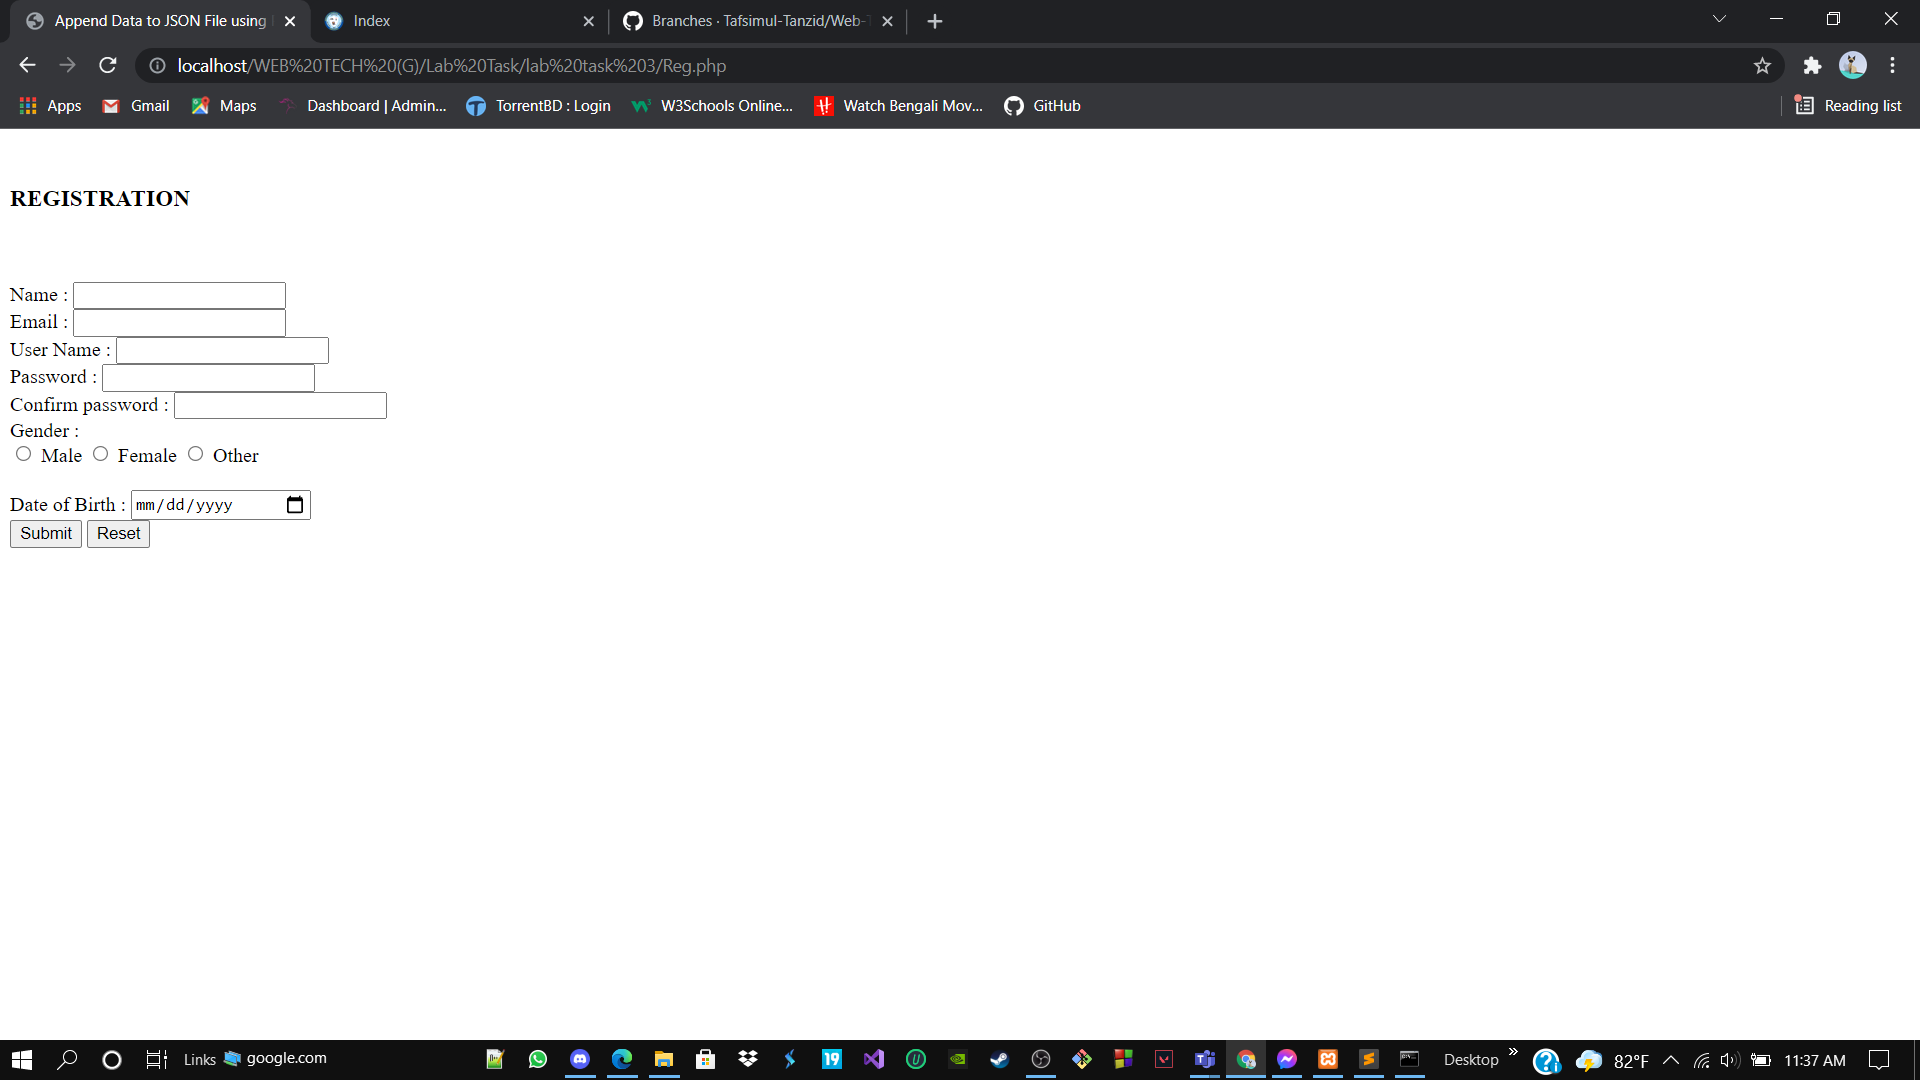 Append Data to JSON File using
Index
Branches · Tafsimul-Tanzid/Web-
localhost/WEB%20TECH%20(G)/Lab%20Task/lab%20task%203/Reg.php
Apps
Gmail
Maps
Dashboard | Admin...
TorrentBD : Login
W3Schools Online...
Watch Bengali Mov...
GitHub
Reading list
REGISTRATION
Name :
Email :
User Name :
Password :
Confirm password :
Gender :
Male Female Other
Date of Birth : mm/dd/yyyy
Submit Reset
Links google.com
19
Desktop
82°F
11:37 AM